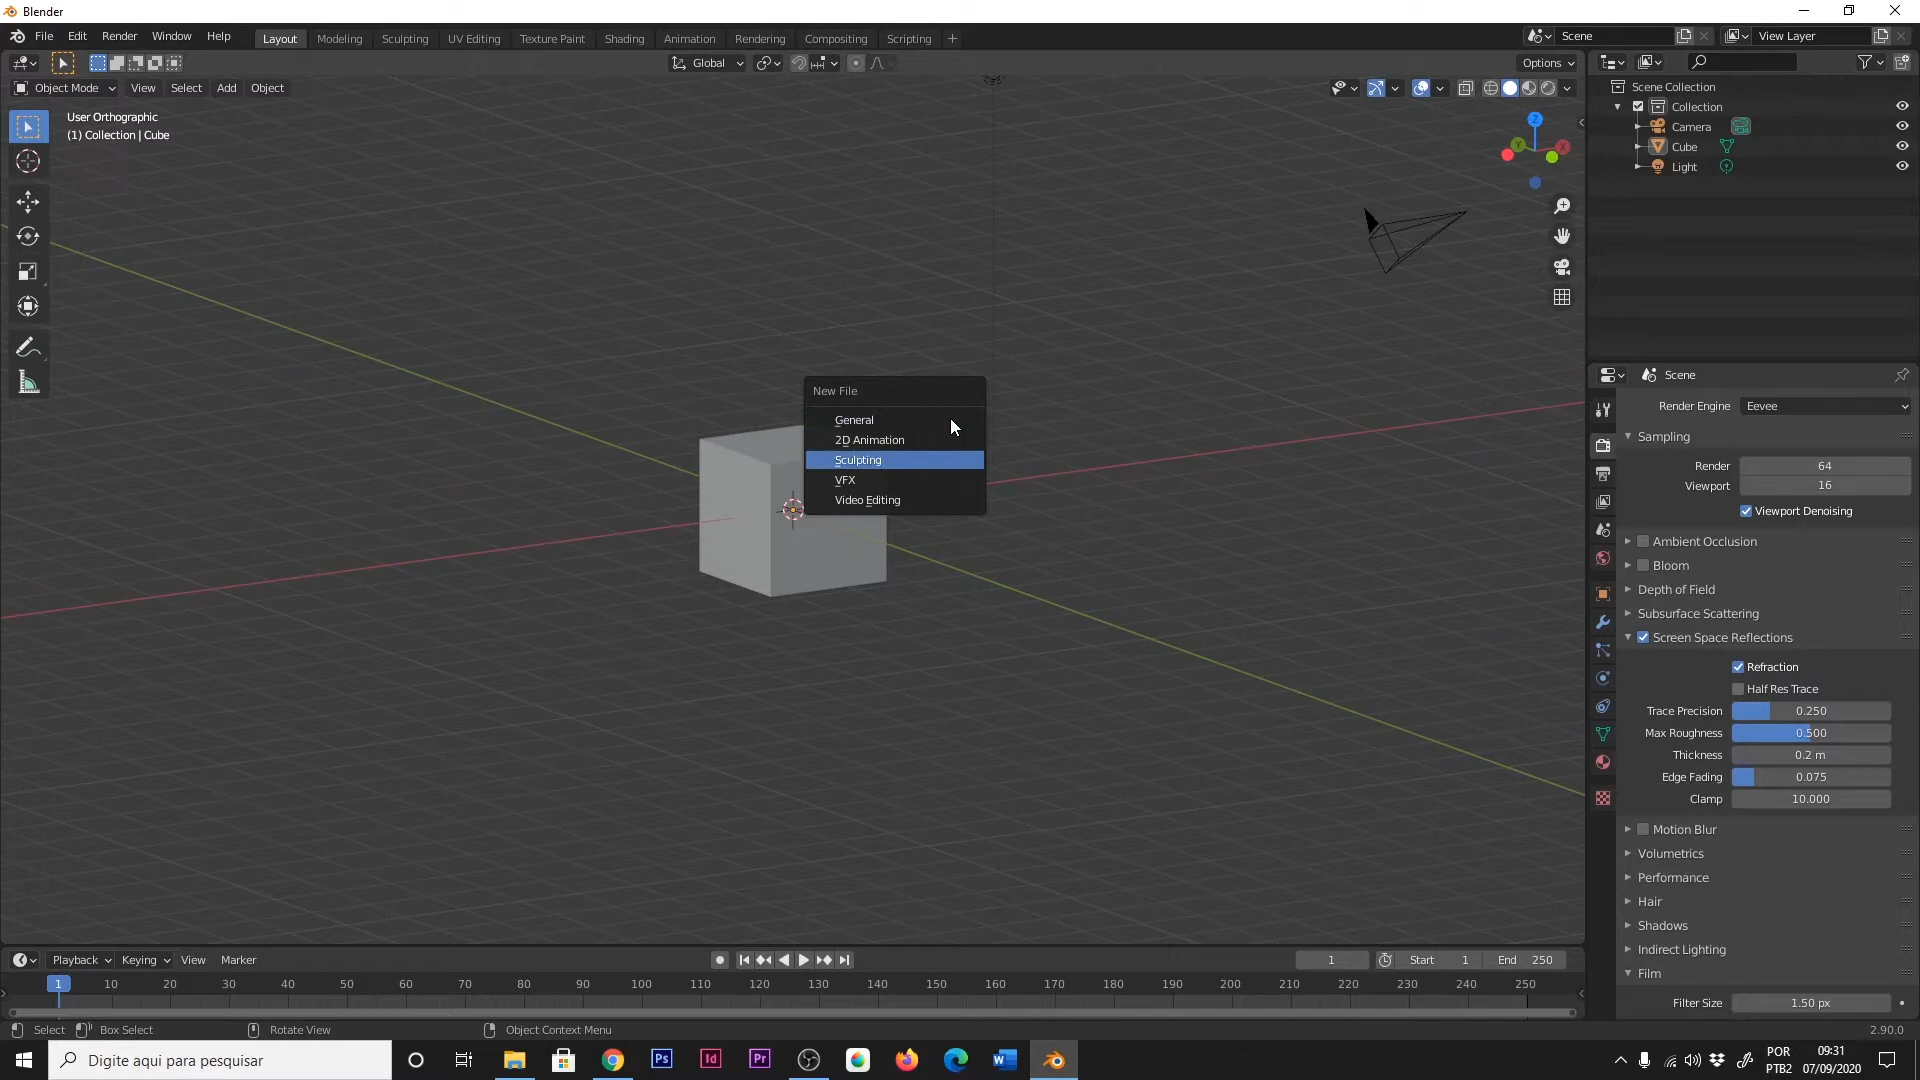 Blender
File Edit Render Window Help Layout Modeling Sculpting UV Editing Texture Paint Shading Animation Rendering Compositing Scripting + Scene View Layer
Global Options
Object Mode View Select Add Object
User Orthographic
(1) Collection | Cube
Z
Y
X
Scene Collection
Collection
Camera
Cube
Light
New File
General
2D Animation
Sculpting
VFX
Video Editing
Scene
Render Engine Eevee
Sampling
Render 64
Viewport 16
Viewport Denoising
Ambient Occlusion
Bloom
Depth of Field
Subsurface Scattering
Screen Space Reflections
Refraction
Half Res Trace
Trace Precision 0.250
Max Roughness 0.500
Thickness 0.2 m
Edge Fading 0.075
Clamp 10.000
Motion Blur
Volumetrics
Performance
Hair
Shadows
Indirect Lighting
Film
Filter Size 1.50 px
Playback Keying View Marker 1 Start 1 End 250
1 10 20 30 40 50 60 70 80 90 100 110 120 130 140 150 160 170 180 190 200 210 220 230 240 250
Select Box Select Rotate View Object Context Menu 2.90.0
Digite aqui para pesquisar Ps Id Pr W
POR
PTB2
09:31
07/09/2020